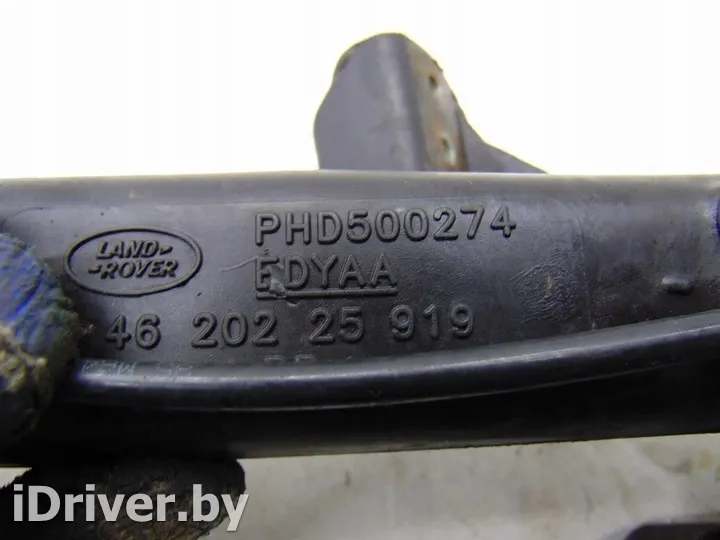 PHD500274
LAND-
-ROVER
EDYAA
46 202 25 919
iDriver.by